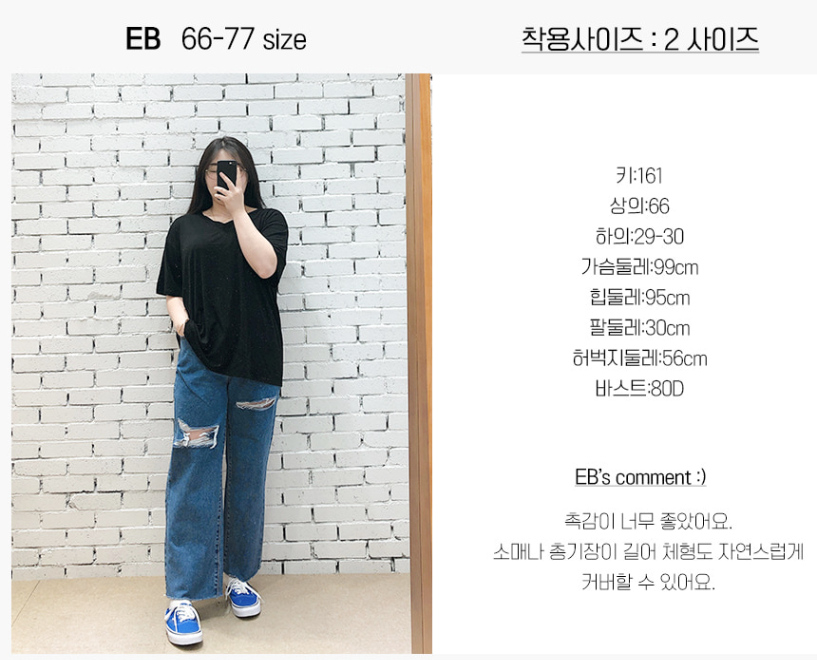 EB 66-77 size
착용사이즈 : 2 사이즈
키:161
상의:66
하의:29-30
가슴둘레:99cm
힙둘레:95cm
팔둘레:30cm
허벅지둘레:56cm
바스트:80D
EB's comment :)
촉감이 너무 좋았어요.
소매나 총기장이 길어 체형도 자연스럽게
커버할 수 있어요.